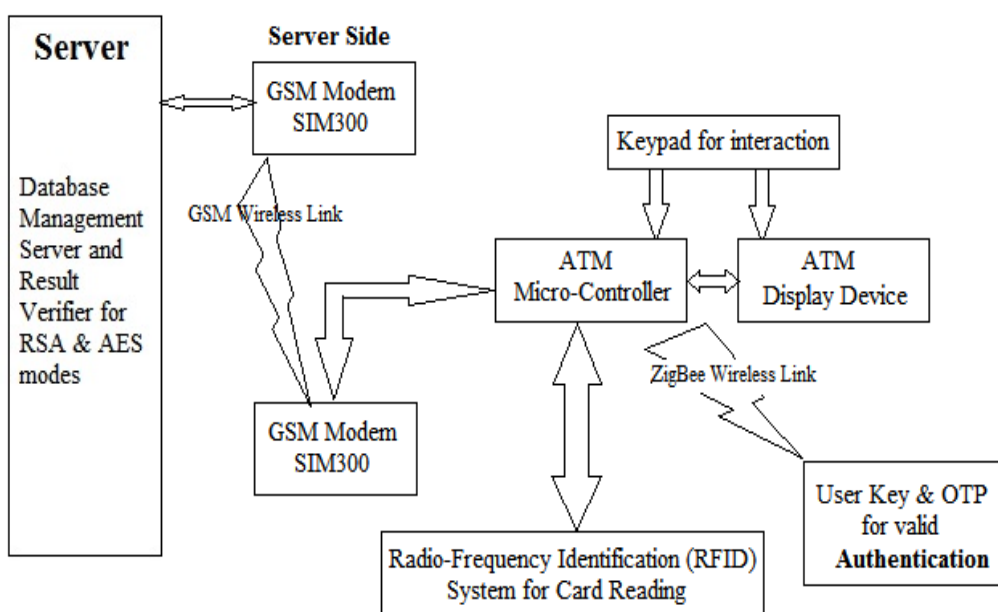 Server
Database
Management
Server and
Result
Verifier for
RSA & AES
modes
Server Side
GSM Modem
SIM300
GSM Wireless Link
GSM Modem
SIM300
Keypad for interaction
ATM
Micro-Controller
ATM
Display Device
ZigBee Wireless Link
User Key & OTP
for valid
Authentication
Radio-Frequency Identification (RFID)
System for Card Reading